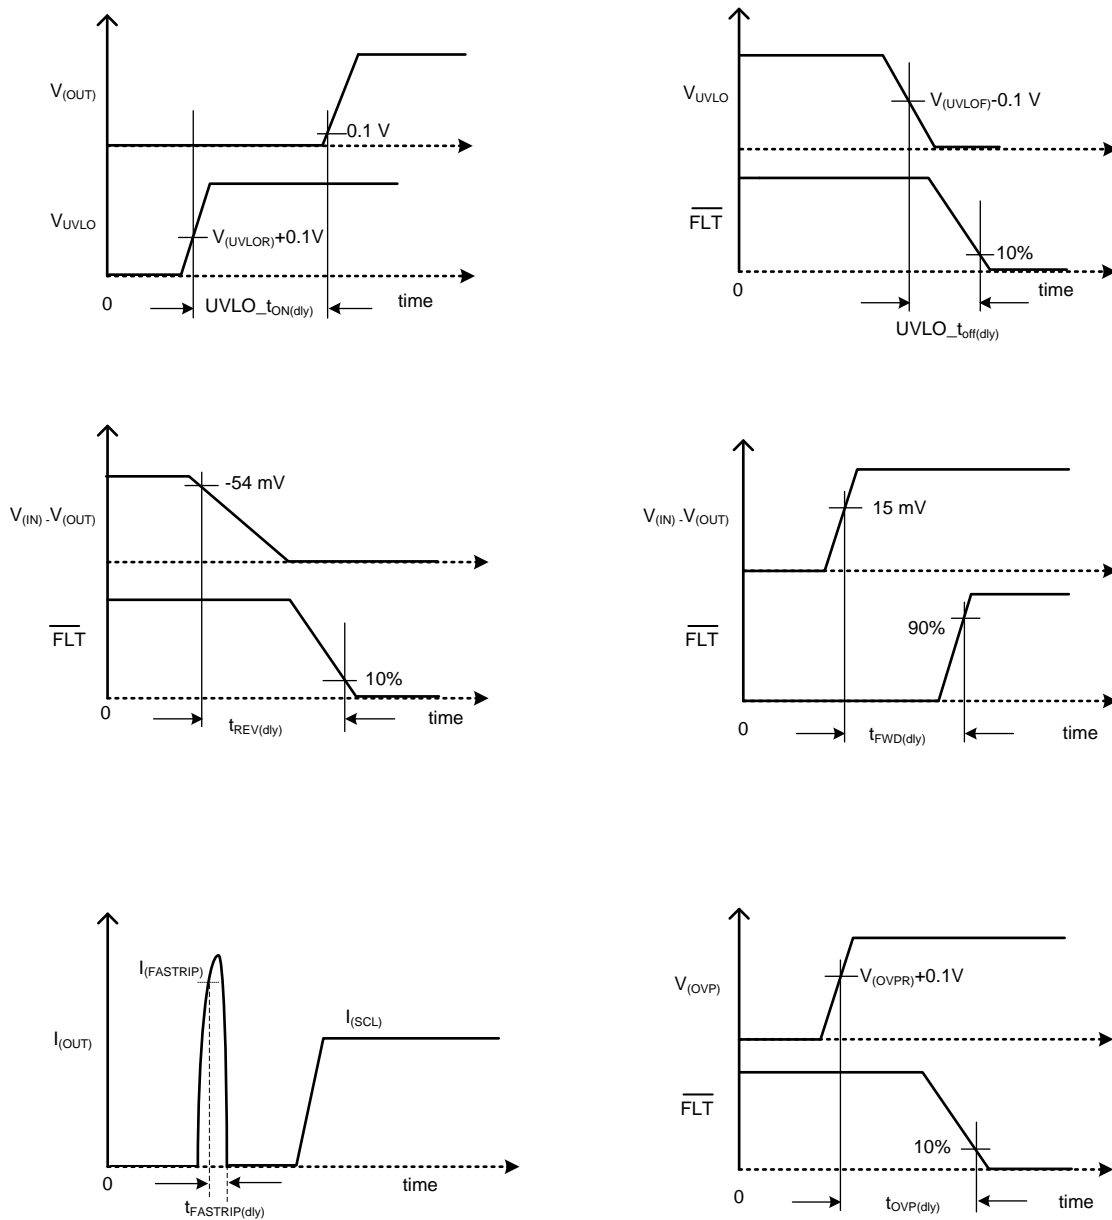 V(OUT)
0.1 V
VUVLO
V(UVLOR)+0.1V
0
UVLO_tON(dly)
time
VUVLO
V(UVLOF)-0.1 V
FLT
10%
0
time
UVLO_toff(dly)
-54 mV
V(IN) -V(OUT)
FLT
10%
0
tREV(dly)
time
15 mV
V(IN) -V(OUT)
FLT
90%
0
tFWD(dly)
time
I(FASTRIP)
I(SCL)
I(OUT)
0
time
tFASTRIP(dly)
V(OVP)
V(OVPR)+0.1V
FLT
10%
0
tOVP(dly)
time